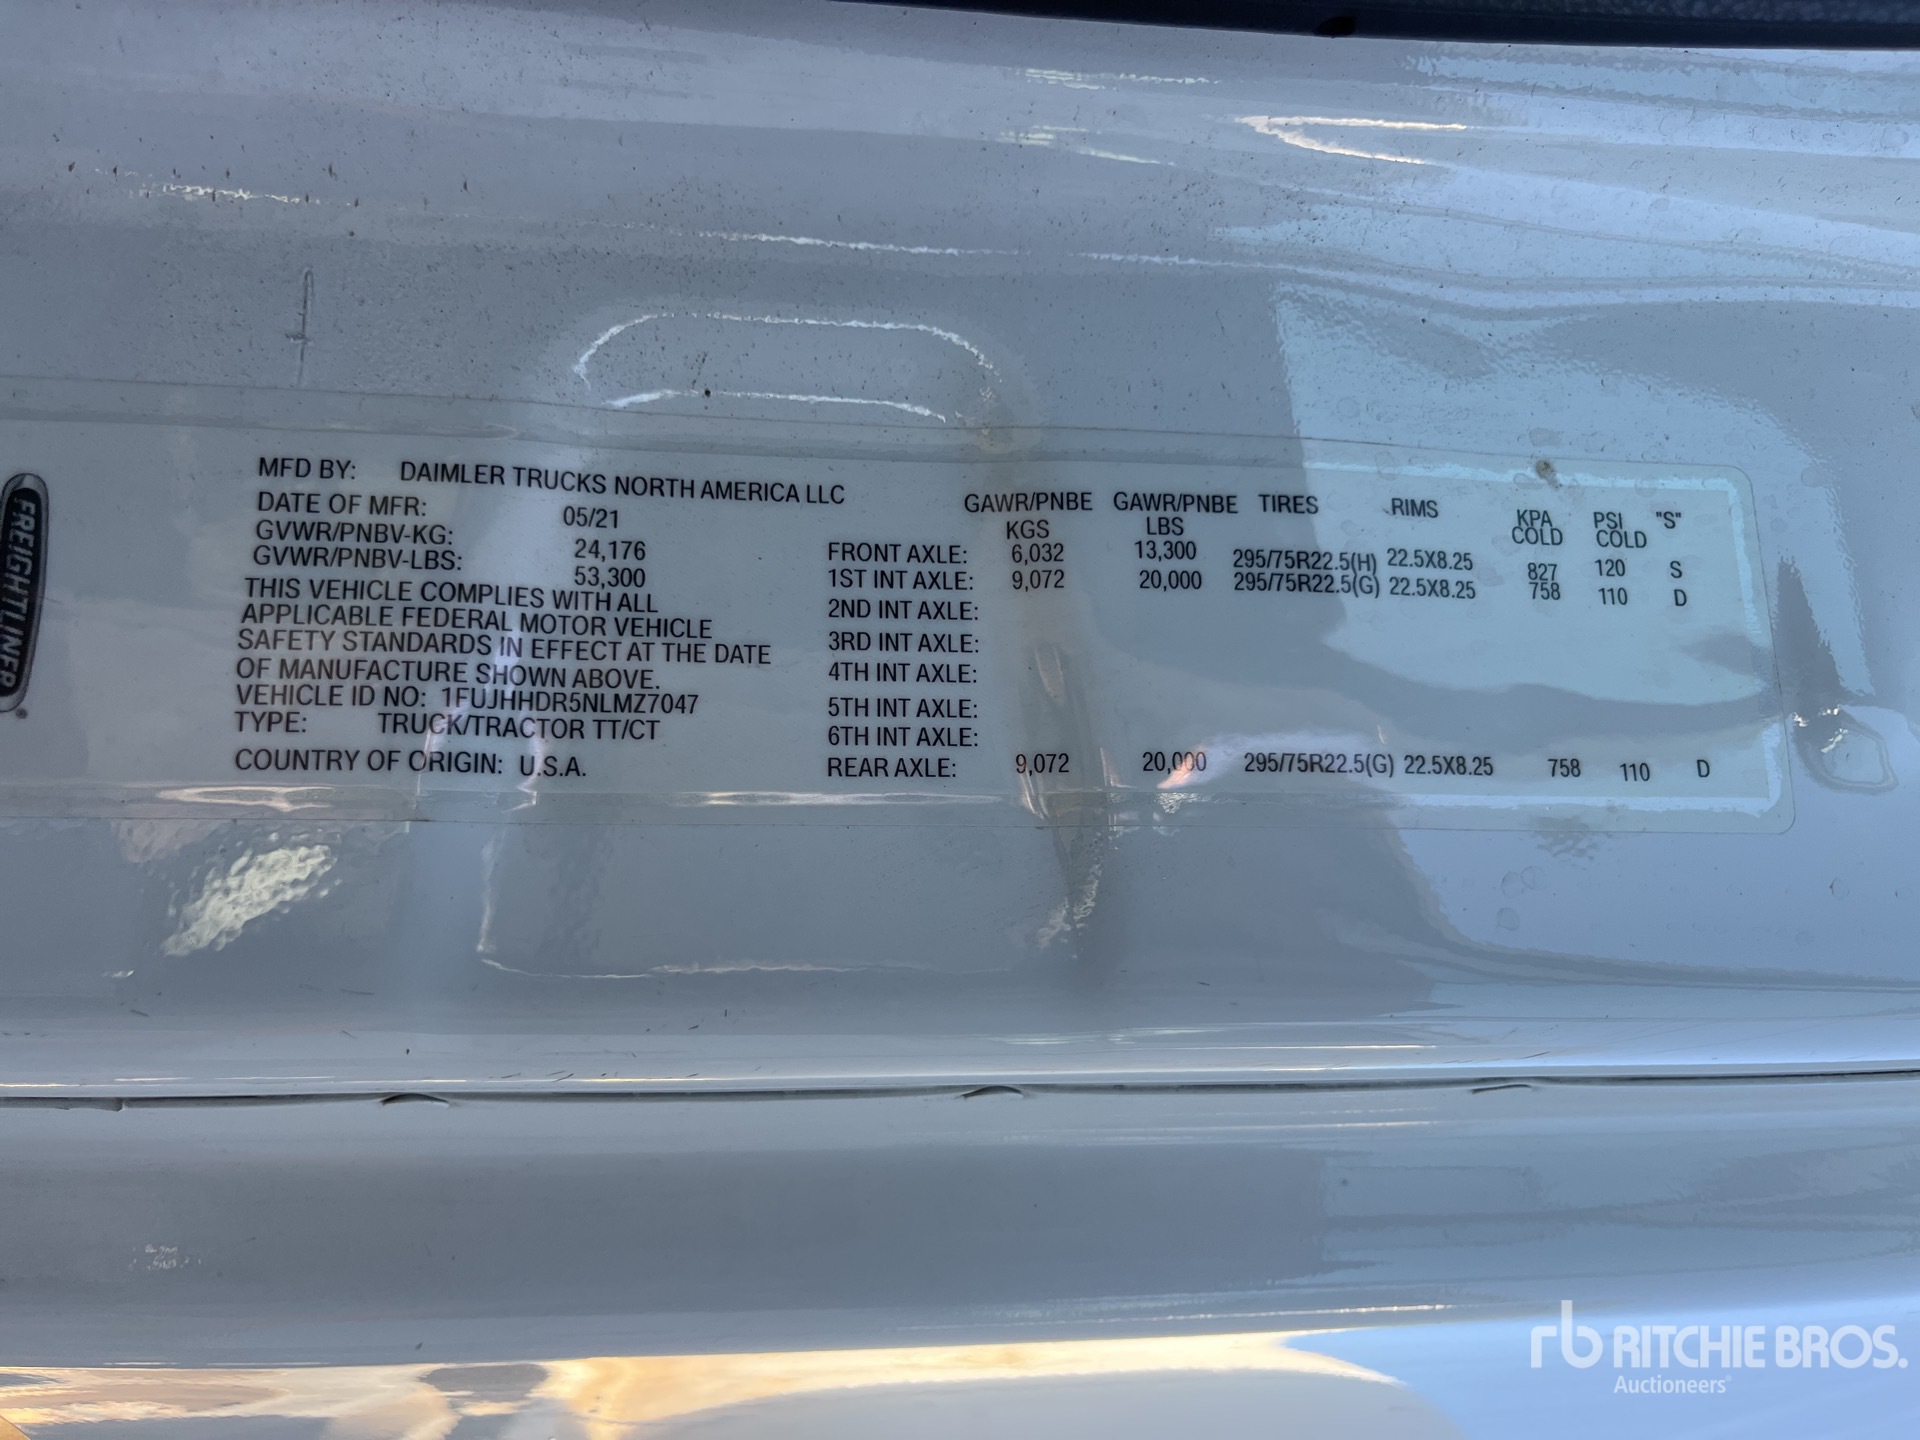 FREIGHTLINER
MFD BY: DAIMLER TRUCKS NORTH AMERICA LLC
DATE OF MFR: 05/21
GVWR/PNBV-KG: 24,176
GVWR/PNBV-LBS: 53,300
THIS VEHICLE COMPLIES WITH ALL
APPLICABLE FEDERAL MOTOR VEHICLE
SAFETY STANDARDS IN EFFECT AT THE DATE
OF MANUFACTURE SHOWN ABOVE.
VEHICLE ID NO: 1FUJHHDR5NLMZ7047
TYPE: TRUCK/TRACTOR TT/CT
COUNTRY OF ORIGIN: U.S.A.
GAWR/PNBE GAWR/PNBE TIRES RIMS KPA PSI "S"
KGS LBS COLD COLD
FRONT AXLE: 6,032 13,300 295/75R22.5(H) 22.5X8.25 827 120 S
1ST INT AXLE: 9,072 20,000 295/75R22.5(G) 22.5X8.25 758 110 D
2ND INT AXLE:
3RD INT AXLE:
4TH INT AXLE:
5TH INT AXLE:
6TH INT AXLE:
REAR AXLE: 9,072 20,000 295/75R22.5(G) 22.5X8.25 758 110 D
rb RITCHIE BROS.
Auctioneers